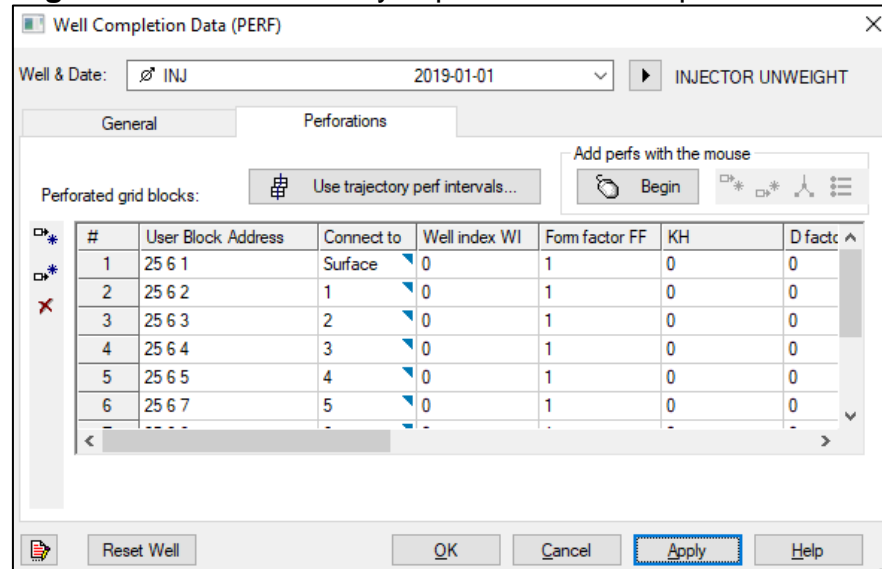 Well Completion Data (PERF)
Well & Date: INJ 2019-01-01 INJECTOR UNWEIGHT
General Perforations
Add perfs with the mouse
Perforated grid blocks: Use trajectory perf intervals... Begin
# User Block Address Connect to Well index WI Form factor FF KH D facto
1 25 6 1 Surface 0 1 0 0
2 25 6 2 1 0 1 0 0
3 25 6 3 2 0 1 0 0
4 25 6 4 3 0 1 0 0
5 25 6 5 4 0 1 0 0
6 25 6 7 5 0 1 0 0
Reset Well OK Cancel Apply Help